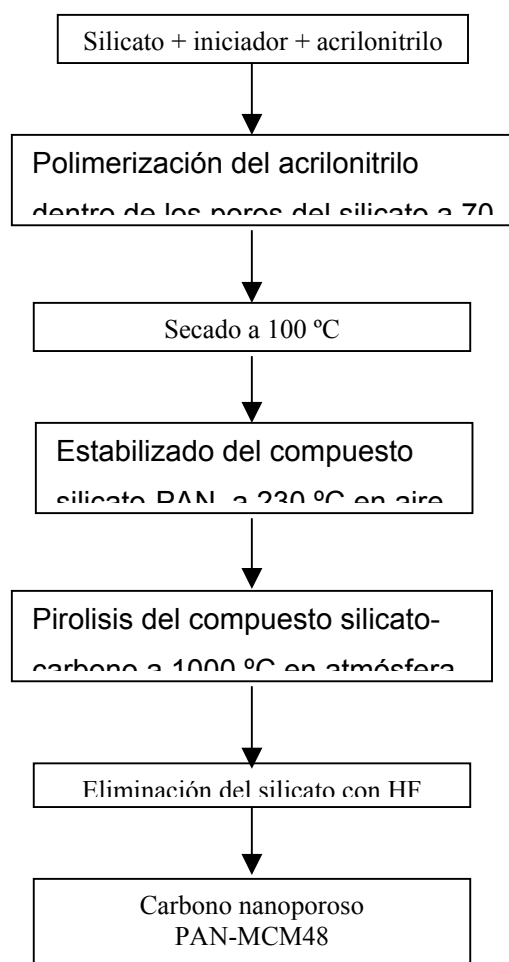 Silicato + iniciador + acrilonitrilo
Polimerización del acrilonitrilo
dentro de los poros del silicato a 70
Secado a 100 ºC
Estabilizado del compuesto
silicato-PAN a 230 ºC en aire
Pirolisis del compuesto silicato-
carbono a 1000 ºC en atmósfera
Eliminación del silicato con HF
Carbono nanoporoso
PAN-MCM48